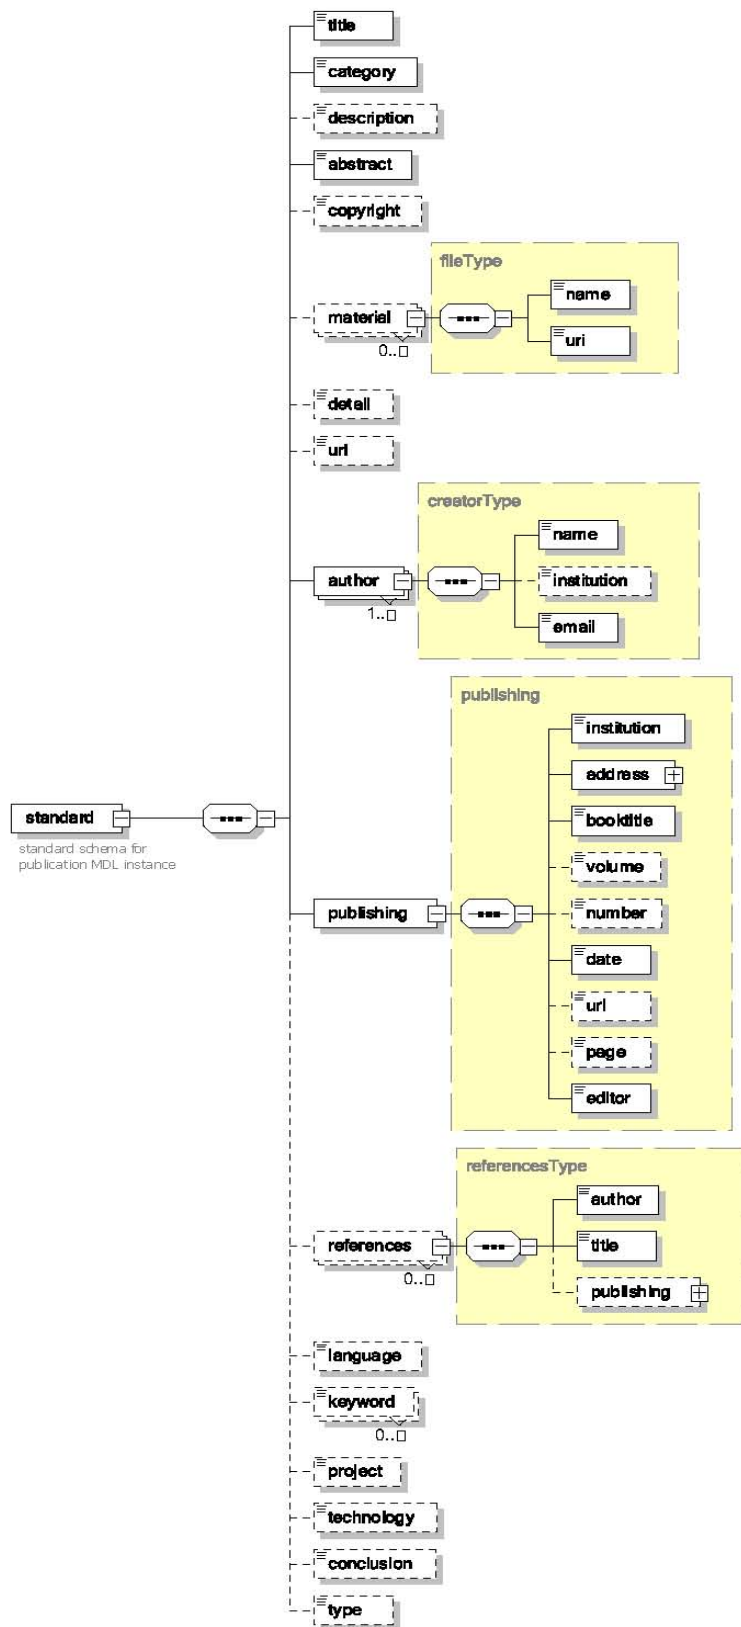 title
category
description
abstract
copyright
fileType
name
material
uri
0..
detail
url
creatorType
name
author
institution
1..
email
publishing
institution
address
booktitle
standard
standard schema for
publication MDL instance
volume
publishing
number
date
url
page
editor
referencesType
author
references
title
0..
publishing
language
keyword
0..
project
technology
conclusion
type